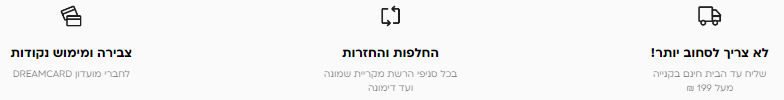 לא צריך לסחוב יותר!
שליח עד הבית חינם בקנייה
מעל 199 ₪
החלפות והחזרות
בכל סניפי הרשת מקריית שמונה
ועד דימונה
צבירה ומימוש נקודות
לחברי מועדון DREAMCARD